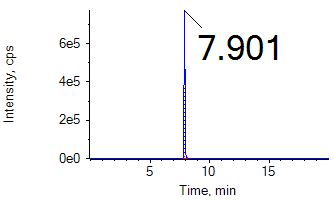 7.901
Intensity, cps
6e5
4e5
2e5
0e0
5 10 15
Time, min